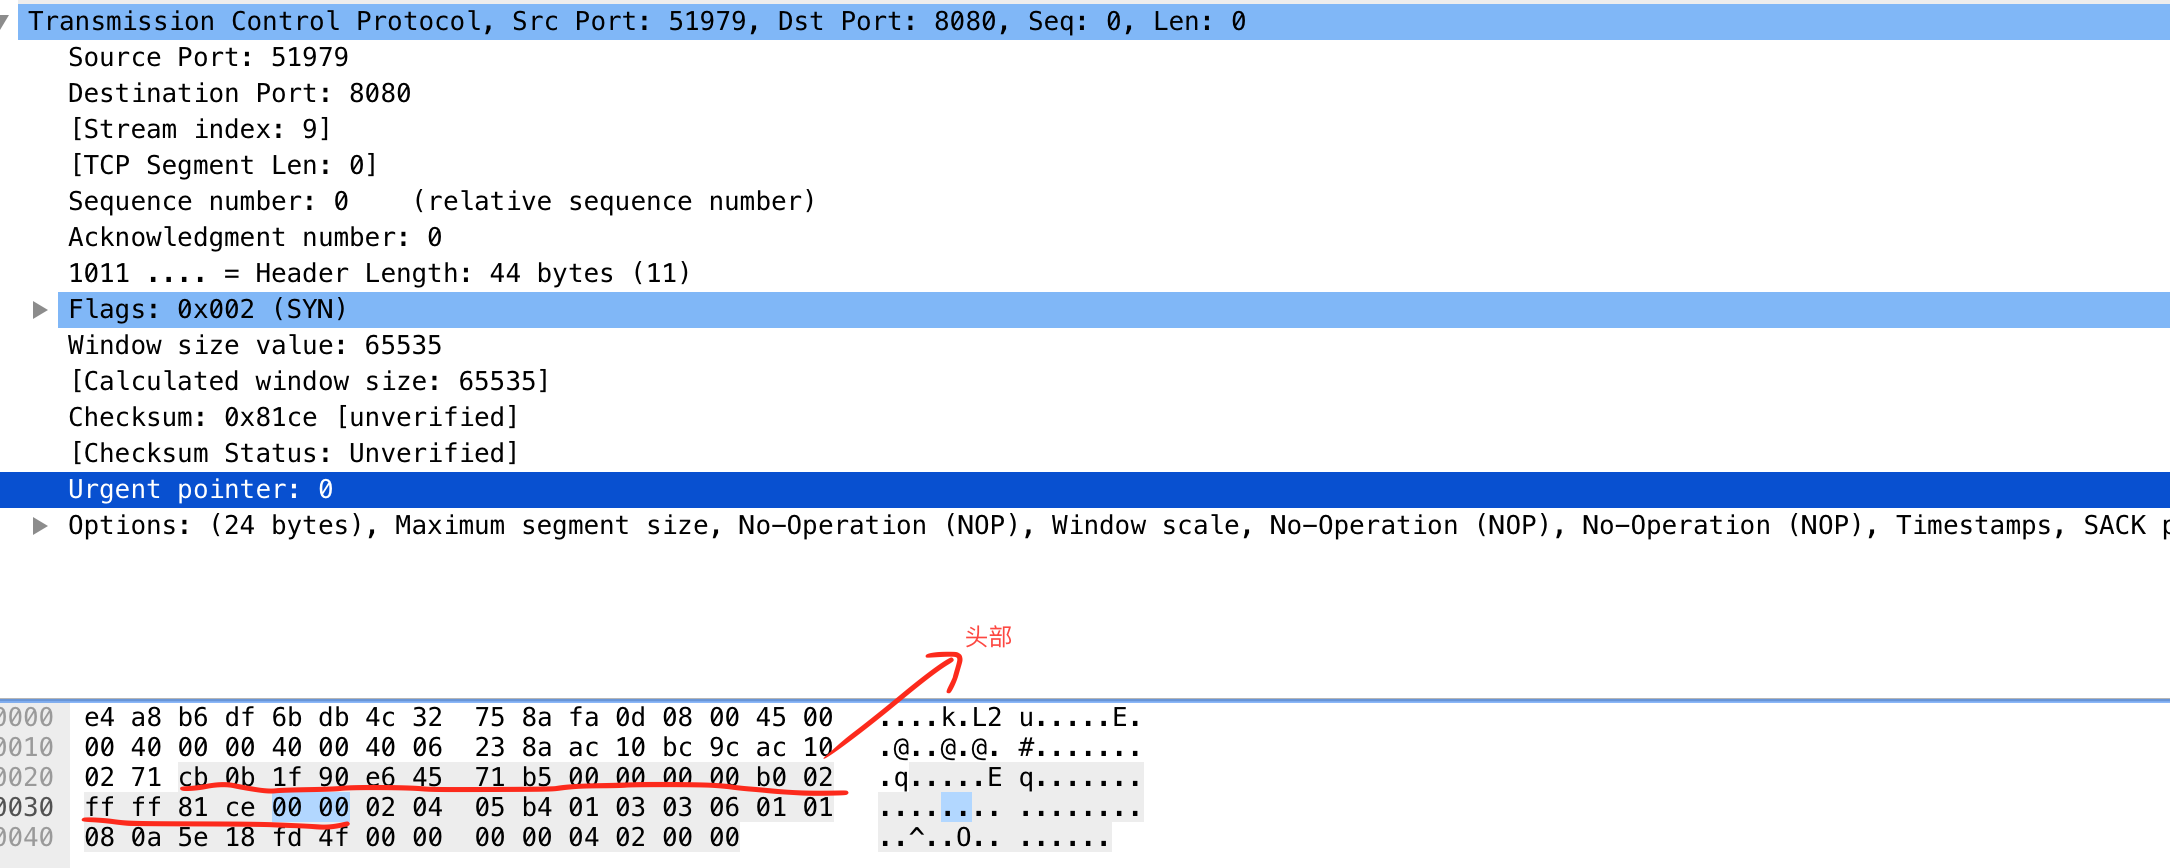 Transmission Control Protocol, Src Port: 51979, Dst Port: 8080, Seq: 0, Len: 0
Source Port: 51979
Destination Port: 8080
[Stream index: 9]
[TCP Segment Len: 0]
Sequence number: 0    (relative sequence number)
Acknowledgment number: 0
1011 .... = Header Length: 44 bytes (11)
Flags: 0x002 (SYN)
Window size value: 65535
[Calculated window size: 65535]
Checksum: 0x81ce [unverified]
[Checksum Status: Unverified]
Urgent pointer: 0
Options: (24 bytes), Maximum segment size, No-Operation (NOP), Window scale, No-Operation (NOP), No-Operation (NOP), Timestamps, SACK p
头部
0000  e4 a8 b6 df 6b db 4c 32  75 8a fa 0d 08 00 45 00  ....k.L2 u.....E.
0010  00 40 00 00 40 00 40 06  23 8a ac 10 bc 9c ac 10  .@..@.@. #.......
0020  02 71 cb 0b 1f 90 e6 45  71 b5 00 00 00 00 b0 02  .q.....E q.......
0030  ff ff 81 ce 00 00 02 04  05 b4 01 03 03 06 01 01  ........ ........
0040  08 0a 5e 18 fd 4f 00 00  00 00 04 02 00 00  ..^..O.. ......